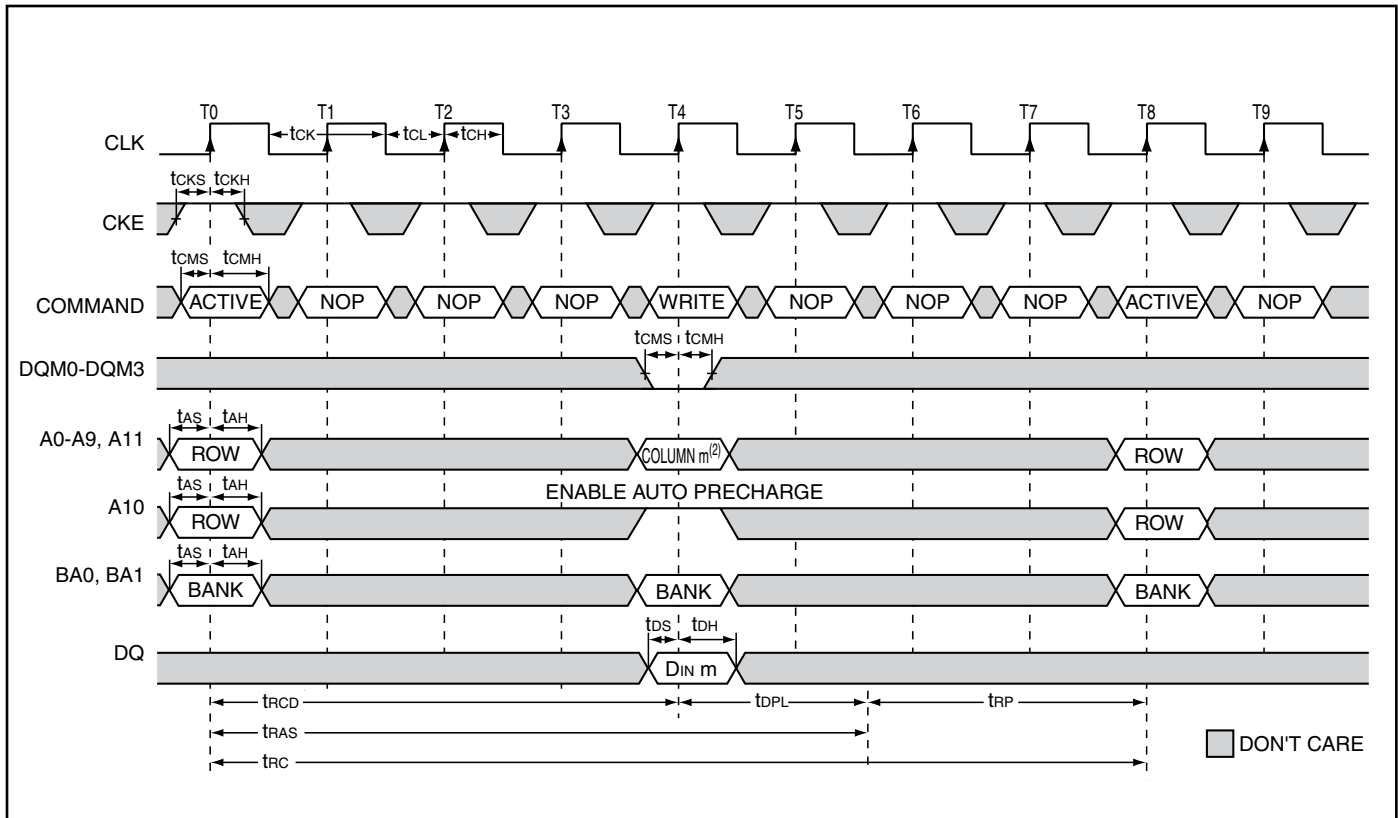 T0 T1 T2 T3 T4 T5 T6 T7 T8 T9
CLK tCK tCL tCH
tCKS tCKH
CKE
tCMS tCMH
COMMAND ACTIVE NOP NOP NOP WRITE NOP NOP NOP ACTIVE NOP
tCMS tCMH
DQM0-DQM3
tAS tAH
A0-A9, A11 ROW COLUMN m(2) ROW
tAS tAH ENABLE AUTO PRECHARGE
A10 ROW ROW
tAS tAH
BA0, BA1 BANK BANK BANK
tDS tDH
DQ DIN m
tRCD tDPL tRP
tRAS
tRC
DON'T CARE